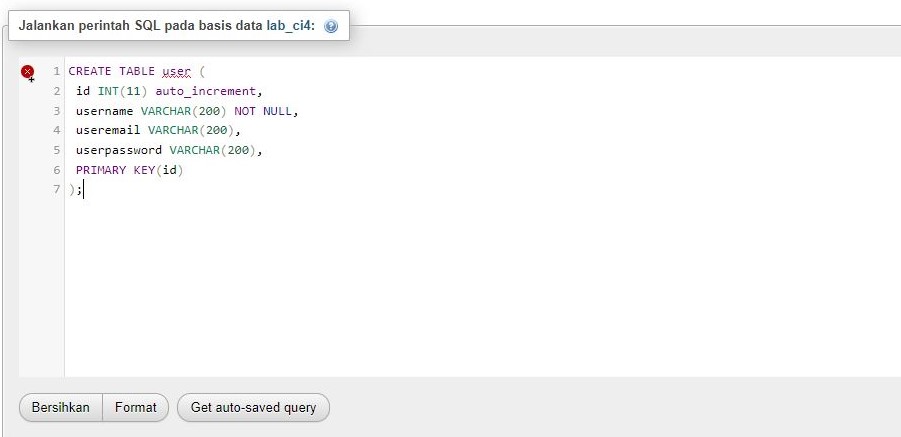 Jalankan perintah SQL pada basis data lab_ci4:
1 CREATE TABLE user (
2 id INT(11) auto_increment,
3 username VARCHAR(200) NOT NULL,
4 useremail VARCHAR(200),
5 userpassword VARCHAR(200),
6 PRIMARY KEY(id)
7 );
Bersihkan Format Get auto-saved query